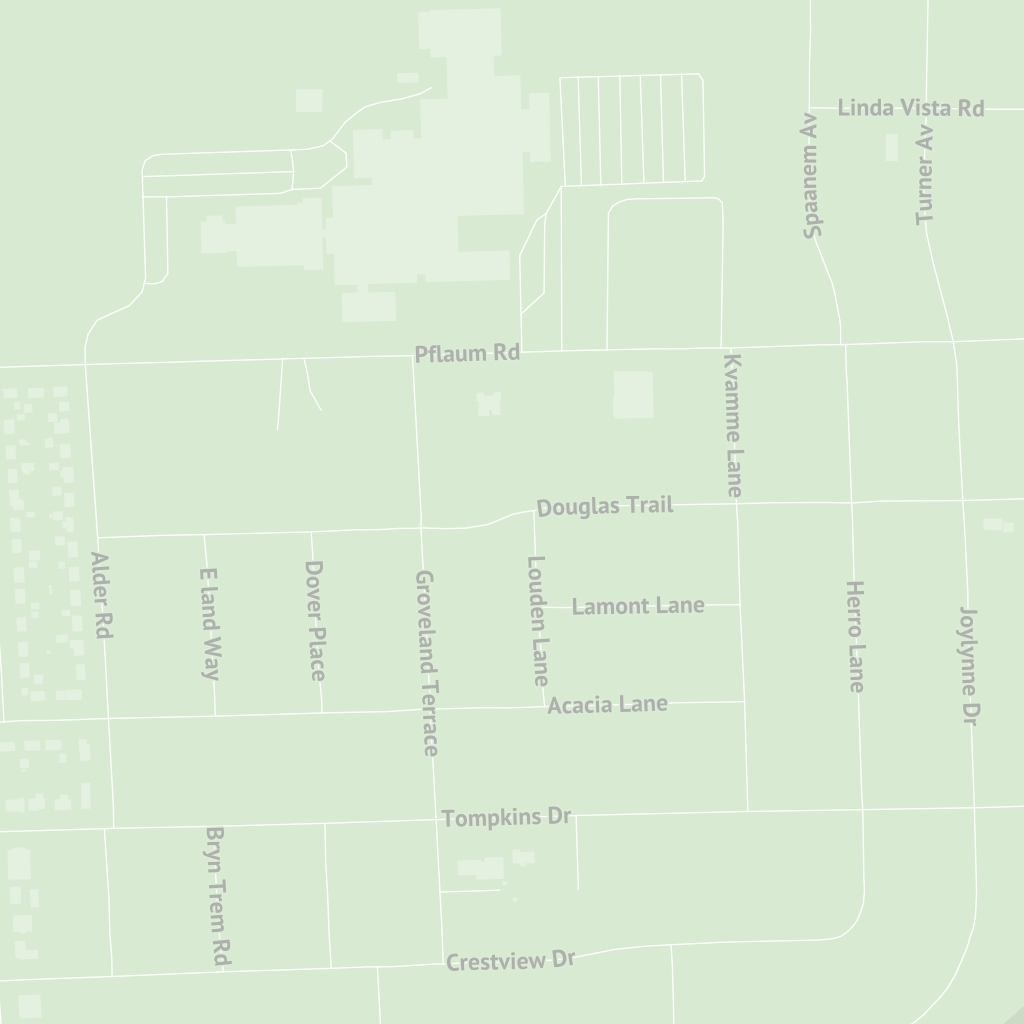 Linda Vista Rd
Spaanem Av
Turner Av
Pflaum Rd
Kvamme Lane
Douglas Trail
Alder Rd
E land Way
Dover Place
Groveland Terrace
Louden Lane
Lamont Lane
Herro Lane
Joylynne Dr
Acacia Lane
Tompkins Dr
Bryn Trem Rd
Crestview Dr